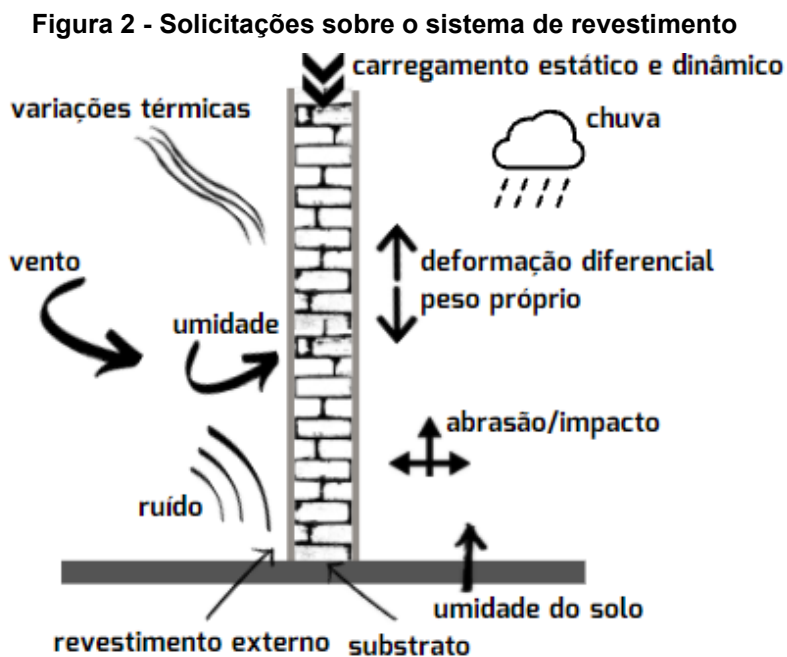 Figura 2 - Solicitações sobre o sistema de revestimento
carregamento estático e dinâmico
variações térmicas
chuva
vento
deformação diferencial
peso próprio
umidade
abrasão/impacto
ruído
umidade do solo
revestimento externo
substrato